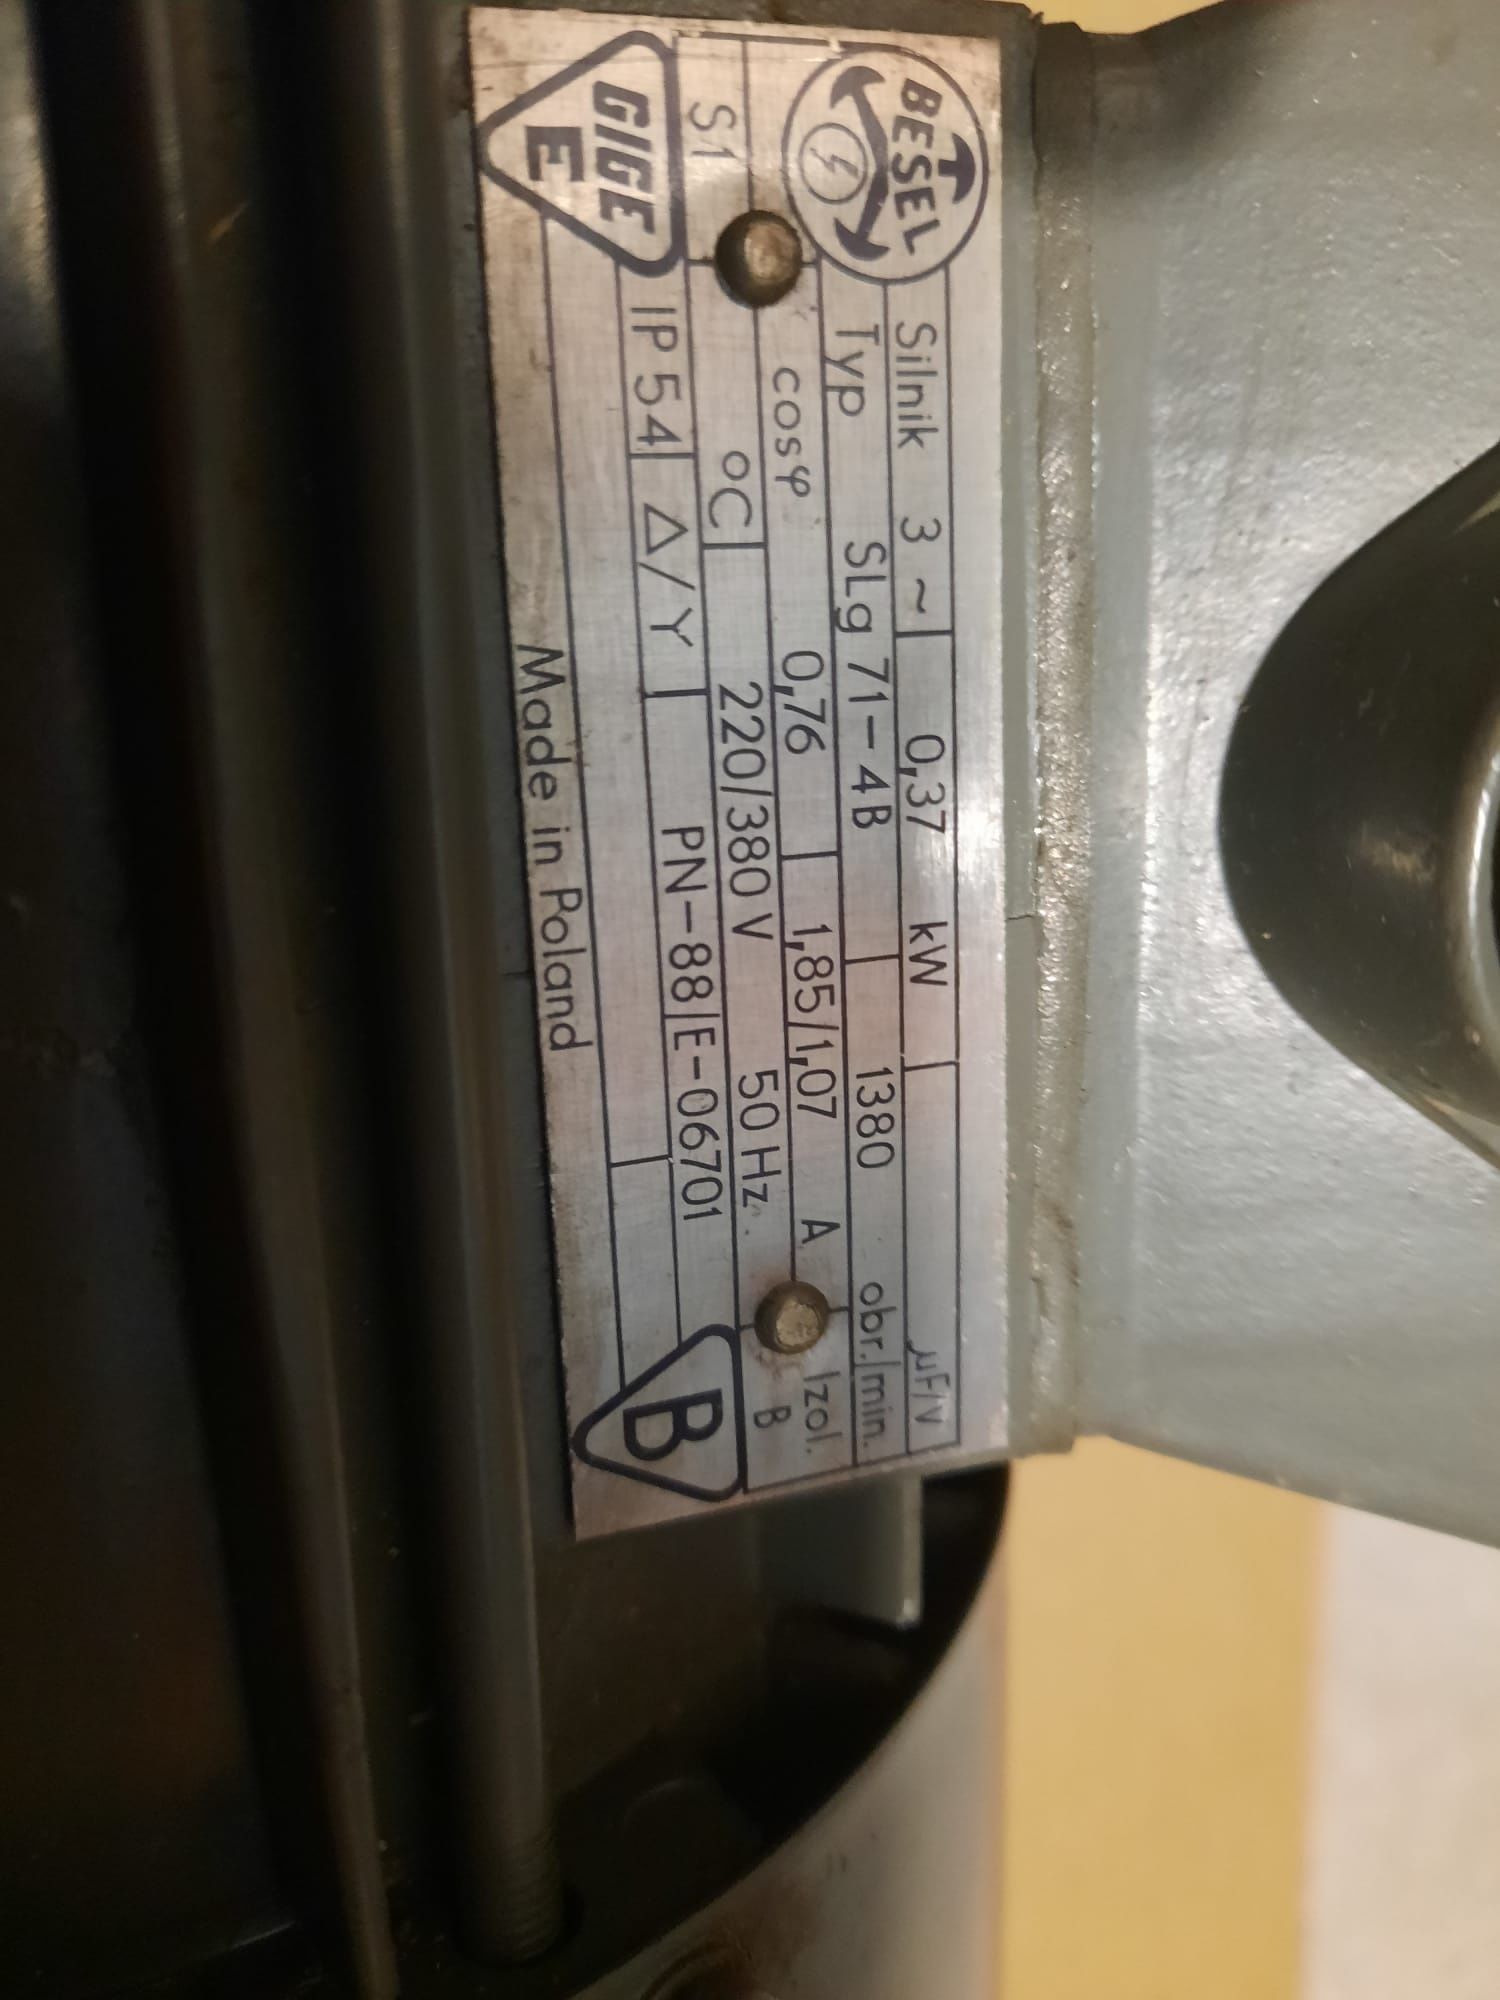 BESEL
Silnik 3 ~ 0,37 kW µF/V
Typ SLg 71-4B 1380 obr./min.
cosφ 0,76 1,85/1,07 A Izol.
S1 °C 220/380 V 50 Hz B
GIGE IP 54 Δ/Y PN-88/E-06701
E B
Made in Poland